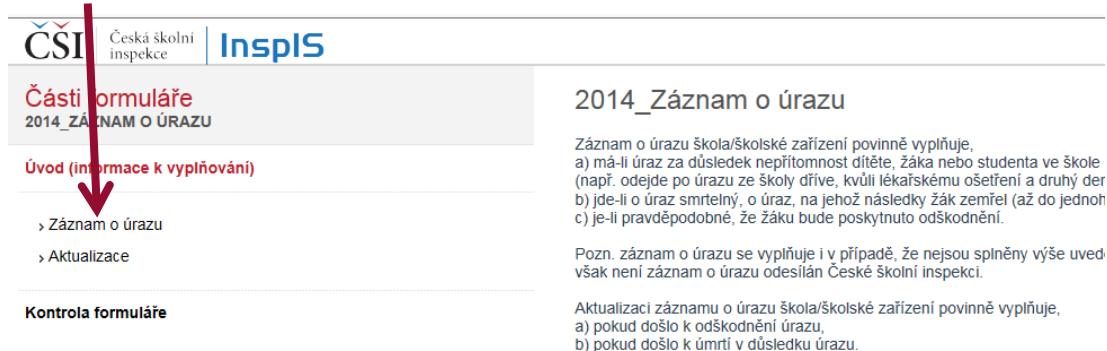 ČŠI Česká školní
inspekce
InspIS
Části formuláře
2014_ZÁZNAM O ÚRAZU
Úvod (informace k vyplňování)
› Záznam o úrazu
› Aktualizace
Kontrola formuláře
2014_Záznam o úrazu
Záznam o úrazu škola/školské zařízení povinně vyplňuje,
a) má-li úraz za důsledek nepřítomnost dítěte, žáka nebo studenta ve škole
(např. odejde po úrazu ze školy dříve, kvůli lékařskému ošetření a druhý
b) jde-li o úraz smrtelný, o úraz, na jehož následky žák zemřel (až do
c) je-li pravděpodobné, že žáku bude poskytnuto odškodnění.
Pozn. záznam o úrazu se vyplňuje i v případě, že nejsou splněny výše
však není záznam o úrazu odesílán České školní inspekci.
Aktualizaci záznamu o úrazu škola/školské zařízení povinně vyplňuje,
a) pokud došlo k odškodnění úrazu,
b) pokud došlo k úmrtí v důsledku úrazu.